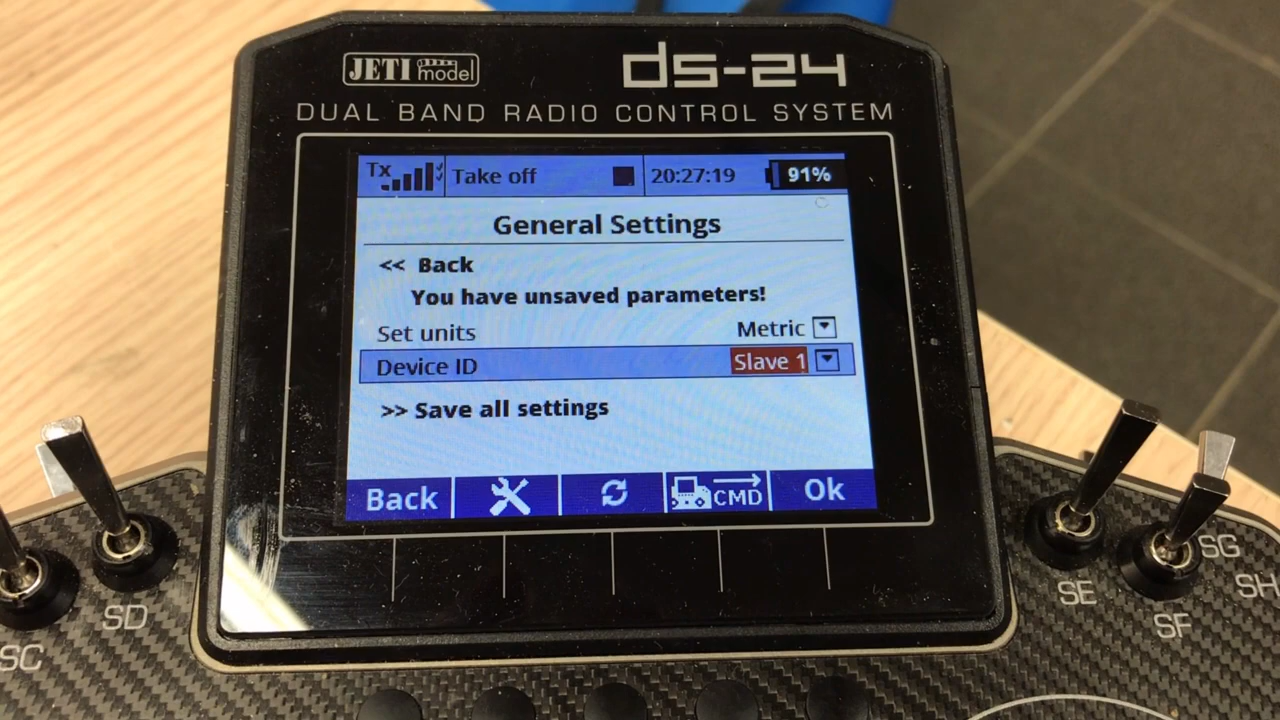 JETI model
ds-24
DUAL BAND RADIO CONTROL SYSTEM
Tx Take off 20:27:19 91%
General Settings
<< Back
You have unsaved parameters!
Set units Metric
Device ID Slave 1
>> Save all settings
Back CMD Ok
SC SD SE SF SG SH